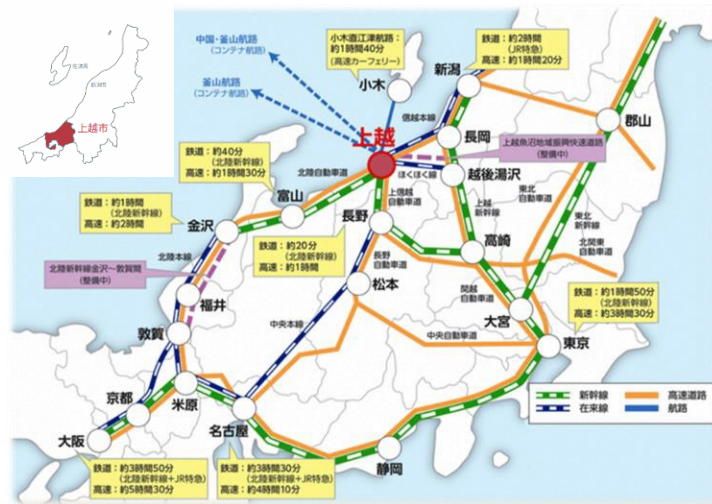 佐渡島
新潟県
上越市
中国・釜山航路
(コンテナ航路)
釜山航路
(コンテナ航路)
小木直江津航路：
約1時間40分
(高速カーフェリー)
小木
新潟
鉄道：約2時間
(JR特急)
高速：約1時間20分
信越本線
上越
長岡
上越魚沼地域振興快速道路
(整備中)
郡山
鉄道：約40分
(北陸新幹線)
高速：約1時間30分
北陸自動車道
ほくほく線
越後湯沢
富山
上信越
自動車道
上越
新幹線
東北
自動車道
鉄道：約1時間
(北陸新幹線)
高速：約2時間
金沢
長野
東北
新幹線
鉄道：約20分
(北陸新幹線)
高速：約1時間
高崎
北関東
自動車道
北陸新幹線金沢～敦賀間
(整備中)
北陸本線
長野
自動車道
松本
関越
自動車道
福井
大宮
鉄道：約1時間50分
(北陸新幹線)
高速：約3時間30分
敦賀
中央本線
中央自動車道
東京
京都
米原
名古屋
大阪
静岡
新幹線
高速道路
在来線
航路
鉄道：約3時間50分
(北陸新幹線+JR特急)
高速：約5時間30分
鉄道：約3時間30分
(北陸新幹線+JR特急)
高速：約4時間10分